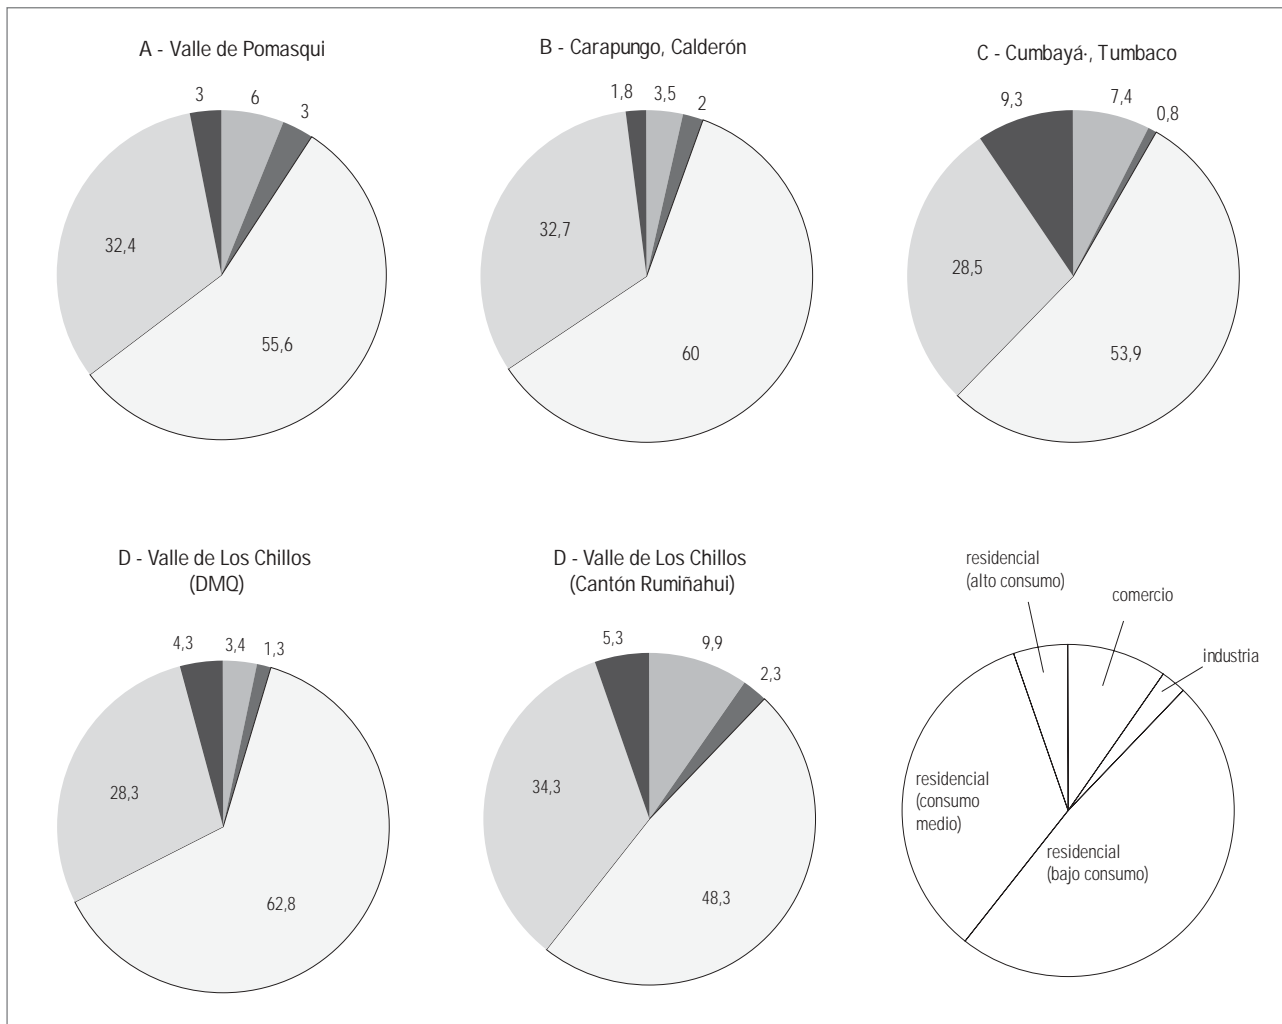 A - Valle de Pomasqui
3
6
3
32,4
55,6
B - Carapungo, Calderón
1,8
3,5
2
32,7
60
C - Cumbayá·, Tumbaco
9,3
7,4
0,8
28,5
53,9
D - Valle de Los Chillos
(DMQ)
4,3
3,4
1,3
28,3
62,8
D - Valle de Los Chillos
(Cantón Rumiñahui)
5,3
9,9
2,3
34,3
48,3
residencial
(alto consumo)
comercio
industria
residencial
(consumo
medio)
residencial
(bajo consumo)